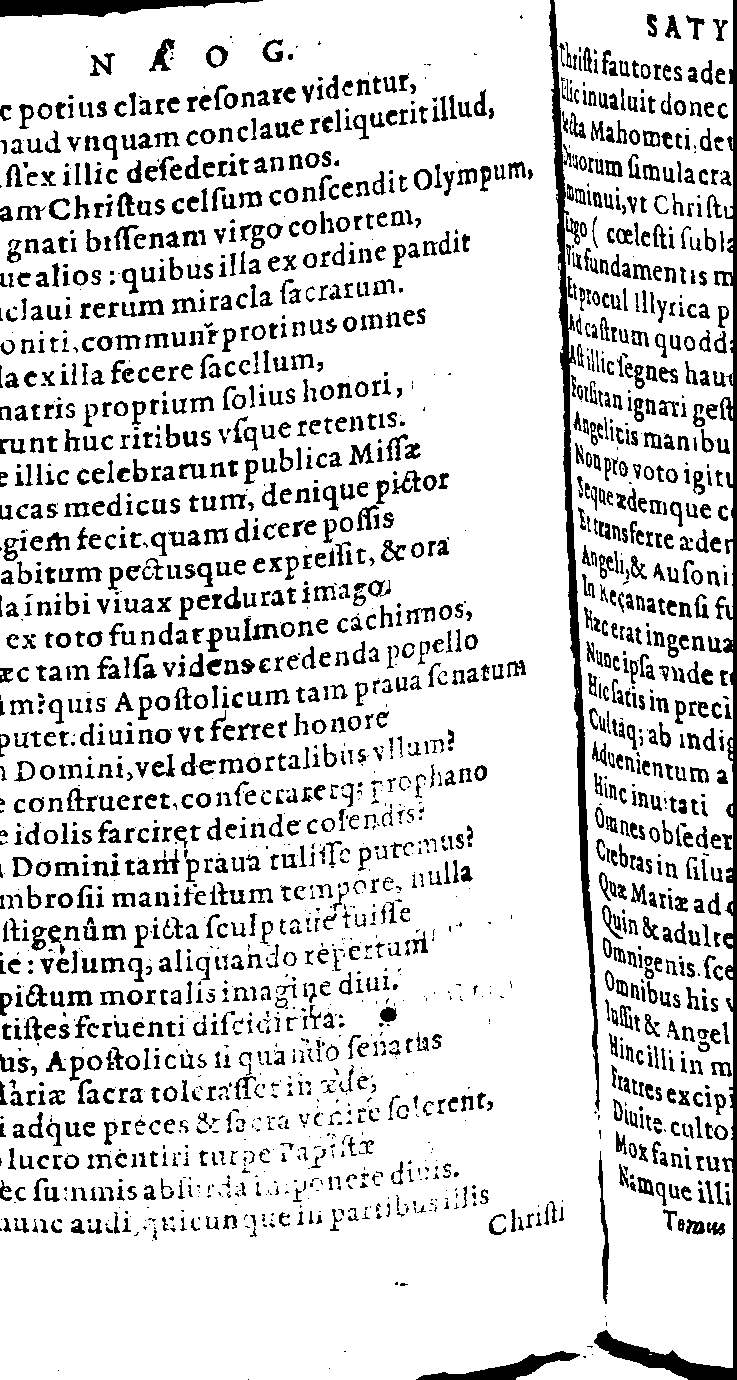 N Æ O G.
c potius clare reſonare videntur,
haud vnquam conclaue reliquerit illud,
ſex illic deſederit annos.
am Chriſtus celſum conſcendit Olympum,
gnati biſſenam virgo cohortem,
ue alios: quibus illa ex ordine pandit
nclaui rerum miracla ſacrarum.
oniti, communi protinus omnes
la ex illa fecere ſacellum,
matris proprium ſolius honori,
runt huc ritibus vſque retentis.
e illic celebrarunt publica Miſſæ
ucas medicus tum, denique pictor
giem fecit, quam dicere poſſis
abitum pectusque expreſſit, & ora
la inibi viuax perdurat imago.
ex toto fundat pulmone cachinnos,
æc tam falſa videns credenda popello
im? quis Apoſtolicum tam praua ſenatum
putet: diuino vt ferret honore
n Domini, vel de mortalibus vllum?
e conſtrueret, conſecraretq; prophano
e idolis farciret deinde colendis?
n Domini tam praua tuliſſe putemus?
mbroſii manifeſtum tempore, nulla
ſtigenûm picta ſculptaue fuiſſe
ie: velumq; aliquando repertum
pictum mortalis imagine diui.
tiſtes feruenti diſcidit ira:
us, Apoſtolicus ſi quando ſenatus
Mariæ ſacra toleraſſet in æde,
i adque preces & ſacra venire ſolerent,
o lucro mentiri turpe Papiſtæ
ec ſummis abſurda imponere diuis.
nunc audi, quicunque in partibus illis
Chriſti
SATY
Chriſti fautores ader
Illic inualuit donec
Secta Mahometi, det
Diuorum ſimulacra
imminui, vt Chriſtu
Ergo ( cœleſti ſubla
Vix fundamentis m
Et procul Illyrica p
Ad caſtrum quodda
Aſt illic ſegnes hau
Forſitan ignari geſt
Angelicis manibu
Non pro voto igitu
Seque ædemque c
Et transferre æder
Angeli, & Auſoni
In Reçanatenſi ſu
Hæc erat ingenua
Nunc ipſa vnde t
Hic ſatis in preci
Cultaq; ab indig
Aduenientum a
Hinc inuitati
Omnes obſeder
Crebras in ſilua
Quæ Mariæ ad
Quin & adulte
Omnigenis ſce
Omnibus his v
Iuſſit & Angel
Hinc illi in m
Fratres excipi
Diuite culto
Mox fani rur
Namque illi
Tomus